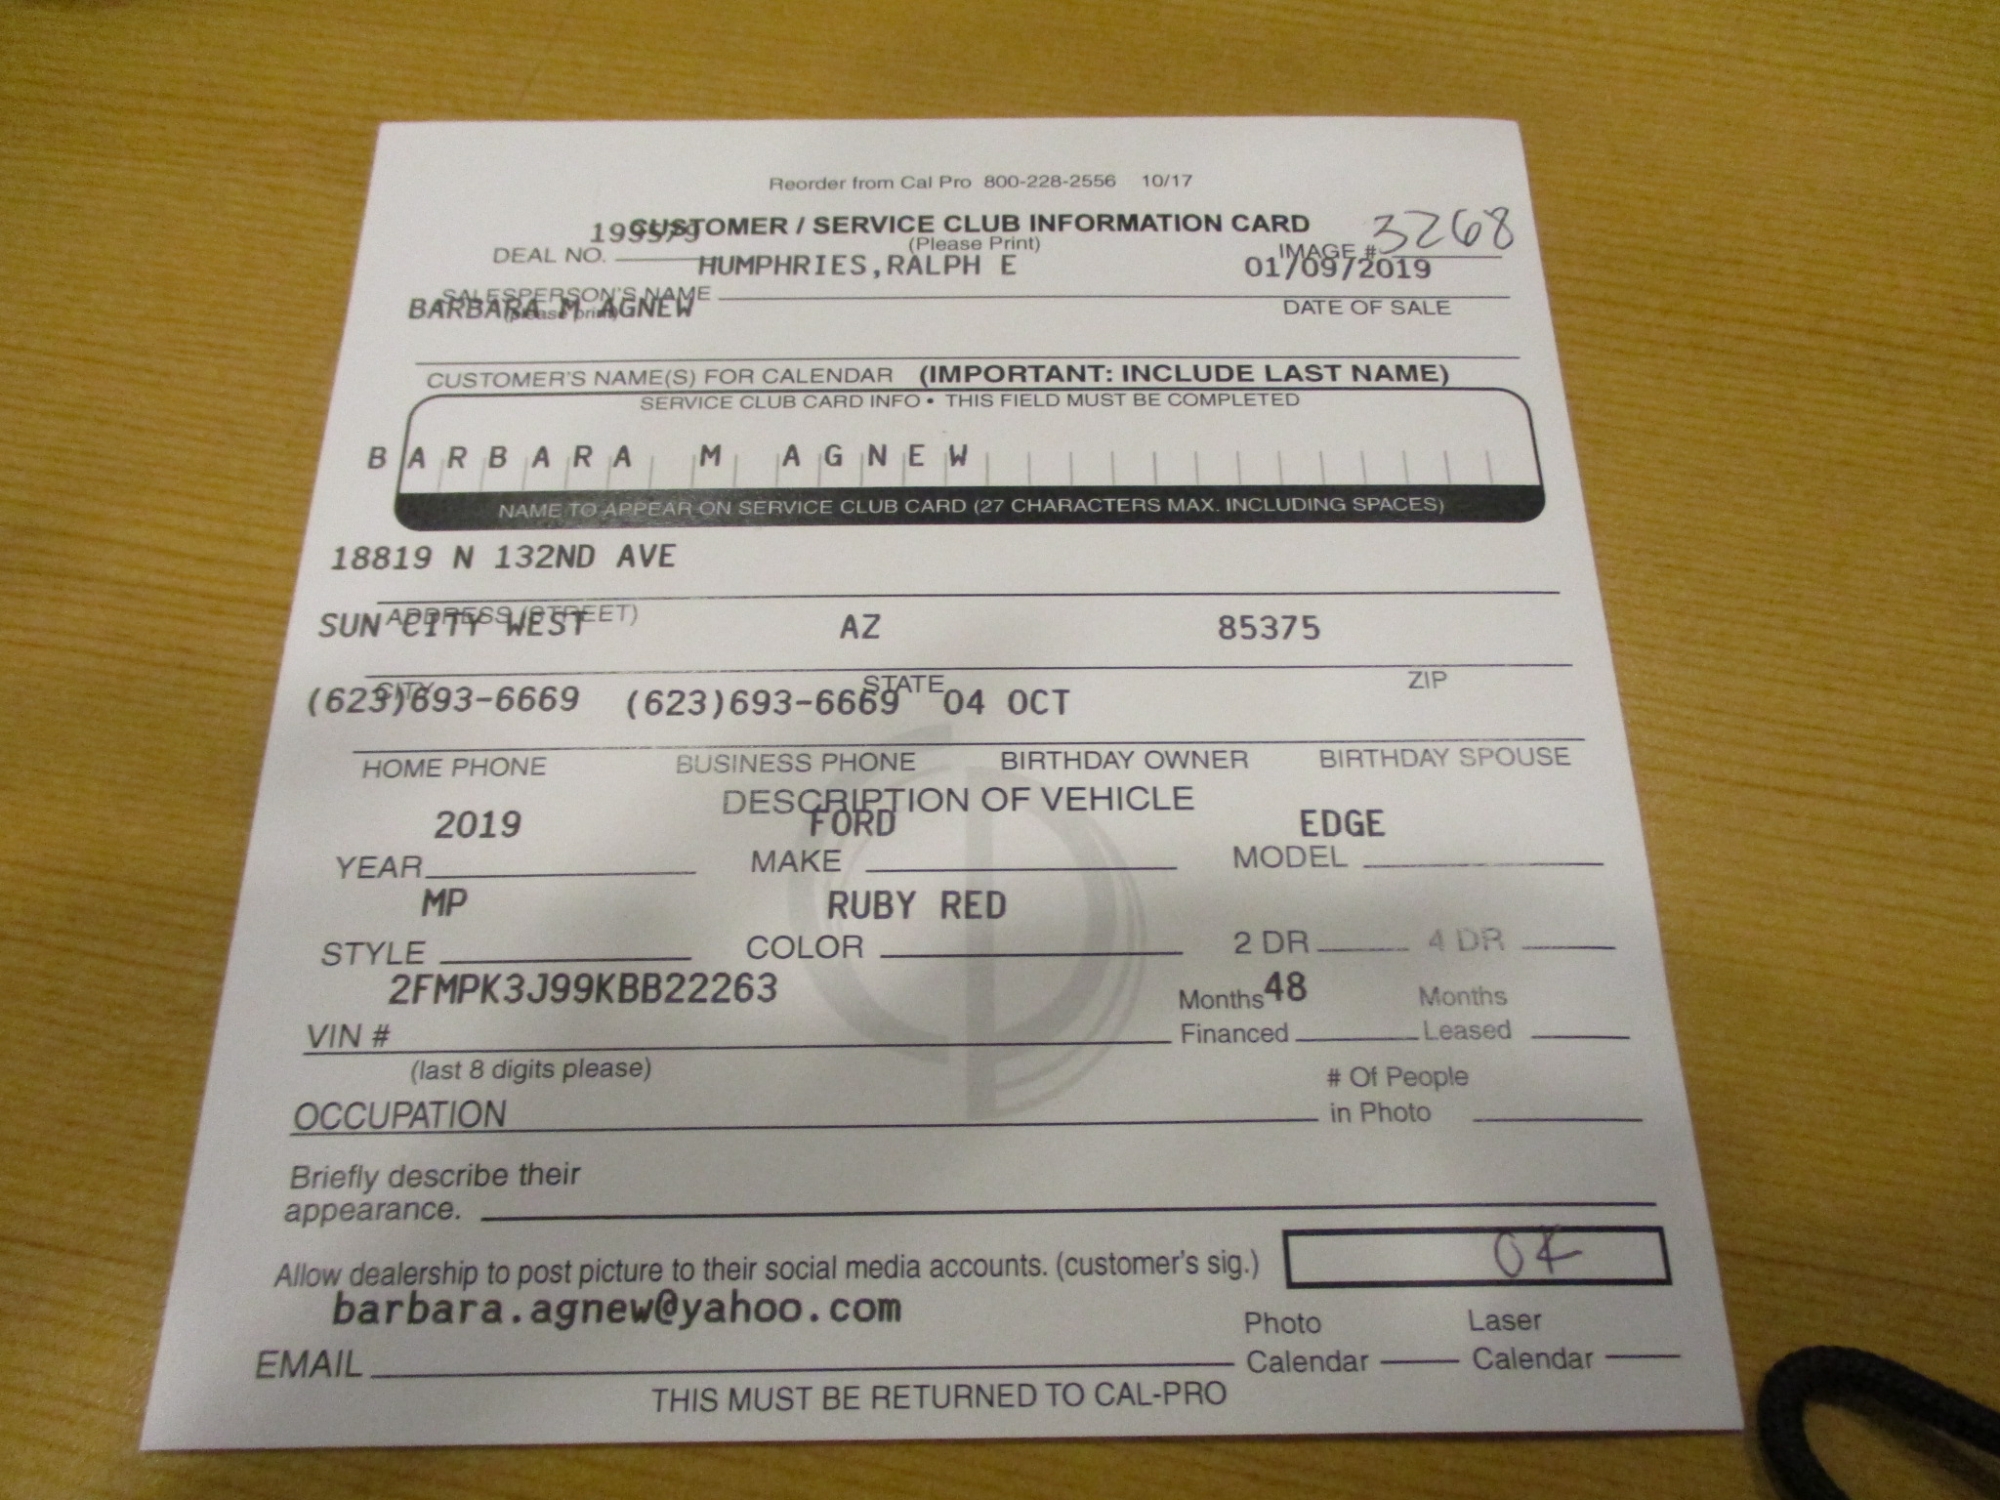 Reorder from Cal Pro 800-228-2556 10/17
CUSTOMER / SERVICE CLUB INFORMATION CARD
(Please Print)
DEAL NO. 199579 IMAGE # 3268
HUMPHRIES,RALPH E 01/09/2019
SALESPERSON'S NAME DATE OF SALE
(please print)
BARBARA M AGNEW
CUSTOMER'S NAME(S) FOR CALENDAR (IMPORTANT: INCLUDE LAST NAME)
SERVICE CLUB CARD INFO • THIS FIELD MUST BE COMPLETED
BARBARA M AGNEW
NAME TO APPEAR ON SERVICE CLUB CARD (27 CHARACTERS MAX. INCLUDING SPACES)
18819 N 132ND AVE
ADDRESS (STREET)
SUN CITY WEST AZ 85375
CITY STATE ZIP
(623)693-6669 (623)693-6669 04 OCT
HOME PHONE BUSINESS PHONE BIRTHDAY OWNER BIRTHDAY SPOUSE
DESCRIPTION OF VEHICLE
2019 FORD EDGE
YEAR MAKE MODEL
MP RUBY RED
STYLE COLOR 2 DR 4 DR
2FMPK3J99KBB22263 Months 48 Months
VIN # Financed Leased
(last 8 digits please) # Of People
OCCUPATION in Photo
Briefly describe their
appearance.
Allow dealership to post picture to their social media accounts. (customer's sig.) OK
barbara.agnew@yahoo.com Photo Laser
EMAIL Calendar Calendar
THIS MUST BE RETURNED TO CAL-PRO